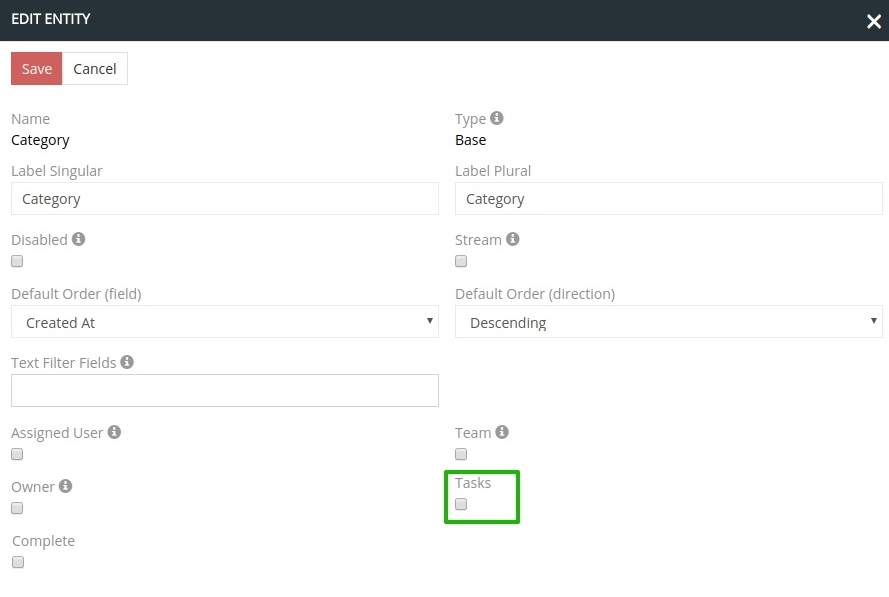 EDIT ENTITY
Save Cancel
Name Type
Category Base
Label Singular Label Plural
Category Category
Disabled Stream
Default Order (field) Default Order (direction)
Created At Descending
Text Filter Fields
Assigned User Team
Owner Tasks
Complete